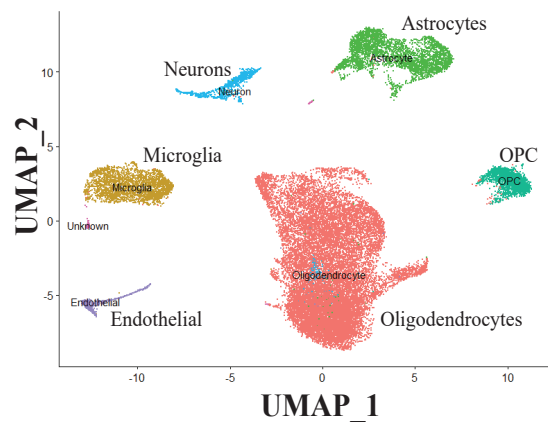 Astrocytes
Astrocyte
Neurons
Neuron
10
5
0
-5
UMAP_2
Microglia
Microglia
OPC
OPC
Unknown
Oligodendrocyte
Endothelial
Endothelial
Oligodendrocytes
-10
-5
0
5
10
UMAP_1